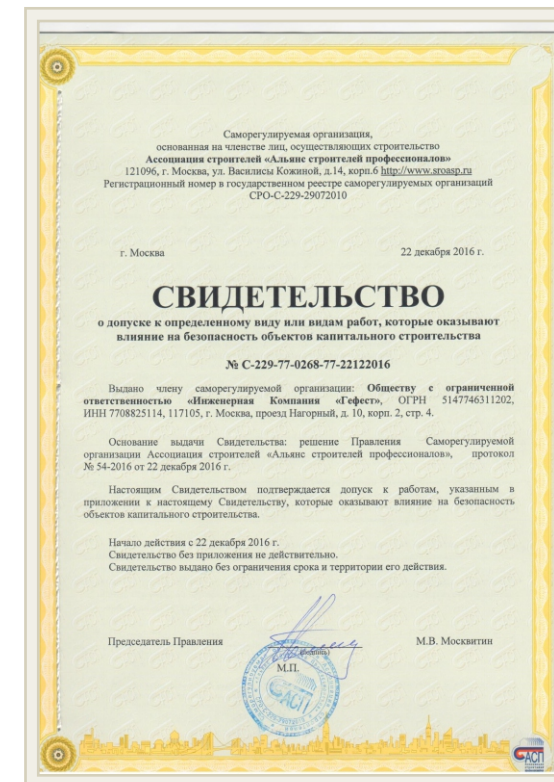 Саморегулируемая организация,
основанная на членстве лиц, осуществляющих строительство
Ассоциация строителей «Альянс строителей профессионалов»
121096, г. Москва, ул. Василисы Кожиной, д.14, корп.6 http://www.sroasp.ru
Регистрационный номер в государственном реестре саморегулируемых организаций
СРО-С-229-29072010
г. Москва 22 декабря 2016 г.
СВИДЕТЕЛЬСТВО
о допуске к определенному виду или видам работ, которые оказывают
влияние на безопасность объектов капитального строительства
№ С-229-77-0268-77-22122016
Выдано члену саморегулируемой организации: Обществу с ограниченной
ответственностью «Инженерная Компания «Гефест», ОГРН 5147746311202,
ИНН 7708825114, 117105, г. Москва, проезд Нагорный, д. 10, корп. 2, стр. 4.
Основание выдачи Свидетельства: решение Правления Саморегулируемой
организации Ассоциация строителей «Альянс строителей профессионалов», протокол
№ 54-2016 от 22 декабря 2016 г.
Настоящим Свидетельством подтверждается допуск к работам, указанным в
приложении к настоящему Свидетельству, которые оказывают влияние на безопасность
объектов капитального строительства.
Начало действия с 22 декабря 2016 г.
Свидетельство без приложения не действительно.
Свидетельство выдано без ограничения срока и территории его действия.
Председатель Правления М.В. Москвитин
(подпись)
М.П.
АСП
АСП